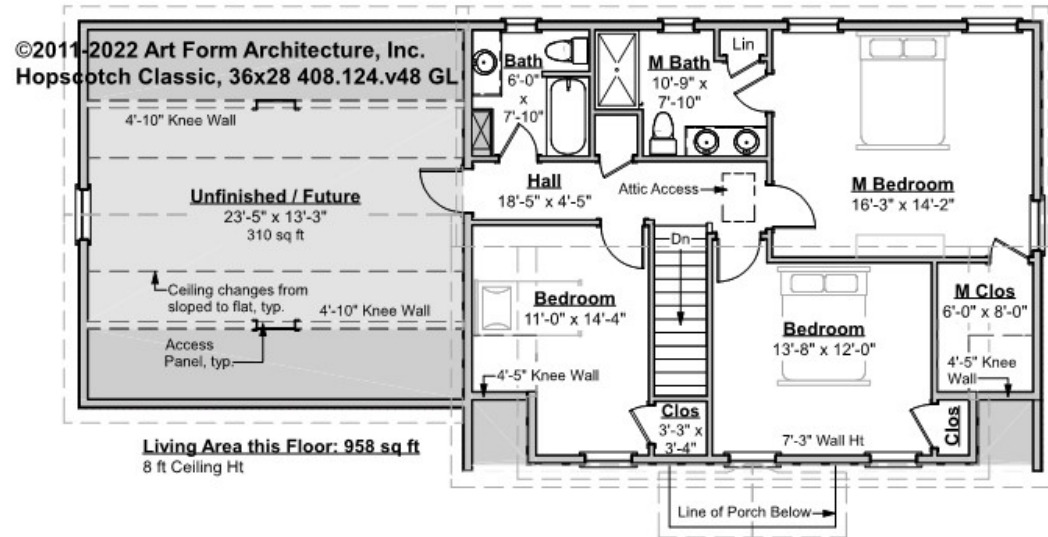 ©2011-2022 Art Form Architecture, Inc.
Hopscotch Classic, 36x28 408.124.v48 GL
4'-10" Knee Wall
Unfinished / Future
23'-5" x 13'-3"
310 sq ft
Ceiling changes from
sloped to flat, typ.
4'-10" Knee Wall
Access
Panel, typ.
Living Area this Floor: 958 sq ft
8 ft Ceiling Ht
Bath
6'-0"
x
7'-10"
M Bath
10'-9" x
7'-10"
Lin
Hall
18'-5" x 4'-5"
Attic Access
M Bedroom
16'-3" x 14'-2"
Dn
Bedroom
11'-0" x 14'-4"
4'-5" Knee Wall
Clos
3'-3" x
3'-4"
Bedroom
13'-8" x 12'-0"
7'-3" Wall Ht
M Clos
6'-0" x 8'-0"
4'-5" Knee
Wall
Clos
Line of Porch Below